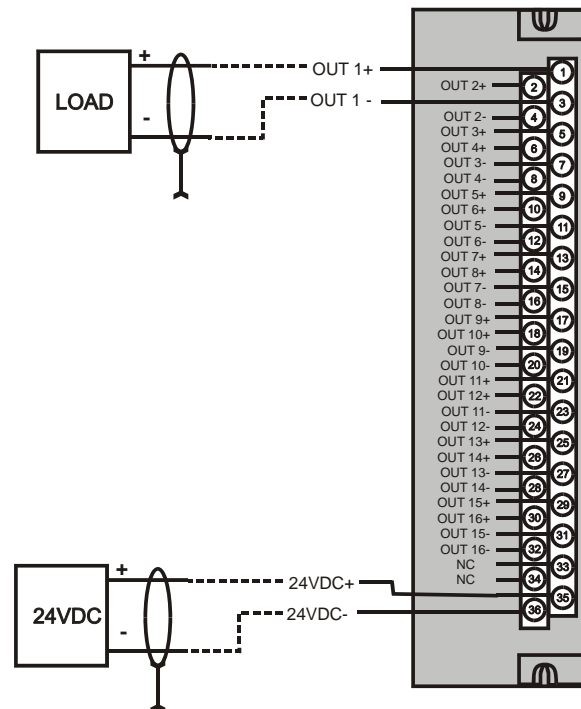 +
OUT 1+ 1
LOAD
OUT 2+ 2
OUT 1 - 3
-
OUT 2- 4
OUT 3+ 5
OUT 4+ 6
OUT 3- 7
OUT 4- 8
OUT 5+ 9
OUT 6+ 10
OUT 5- 11
OUT 6- 12
OUT 7+ 13
OUT 8+ 14
OUT 7- 15
OUT 8- 16
OUT 9+ 17
OUT 10+ 18
OUT 9- 19
OUT 10- 20
OUT 11+ 21
OUT 12+ 22
OUT 11- 23
OUT 12- 24
OUT 13+ 25
OUT 14+ 26
OUT 13- 27
OUT 14- 28
OUT 15+ 29
OUT 16+ 30
OUT 15- 31
OUT 16- 32
NC 33
NC 34
+
24VDC+ 35
24VDC
24VDC- 36
-